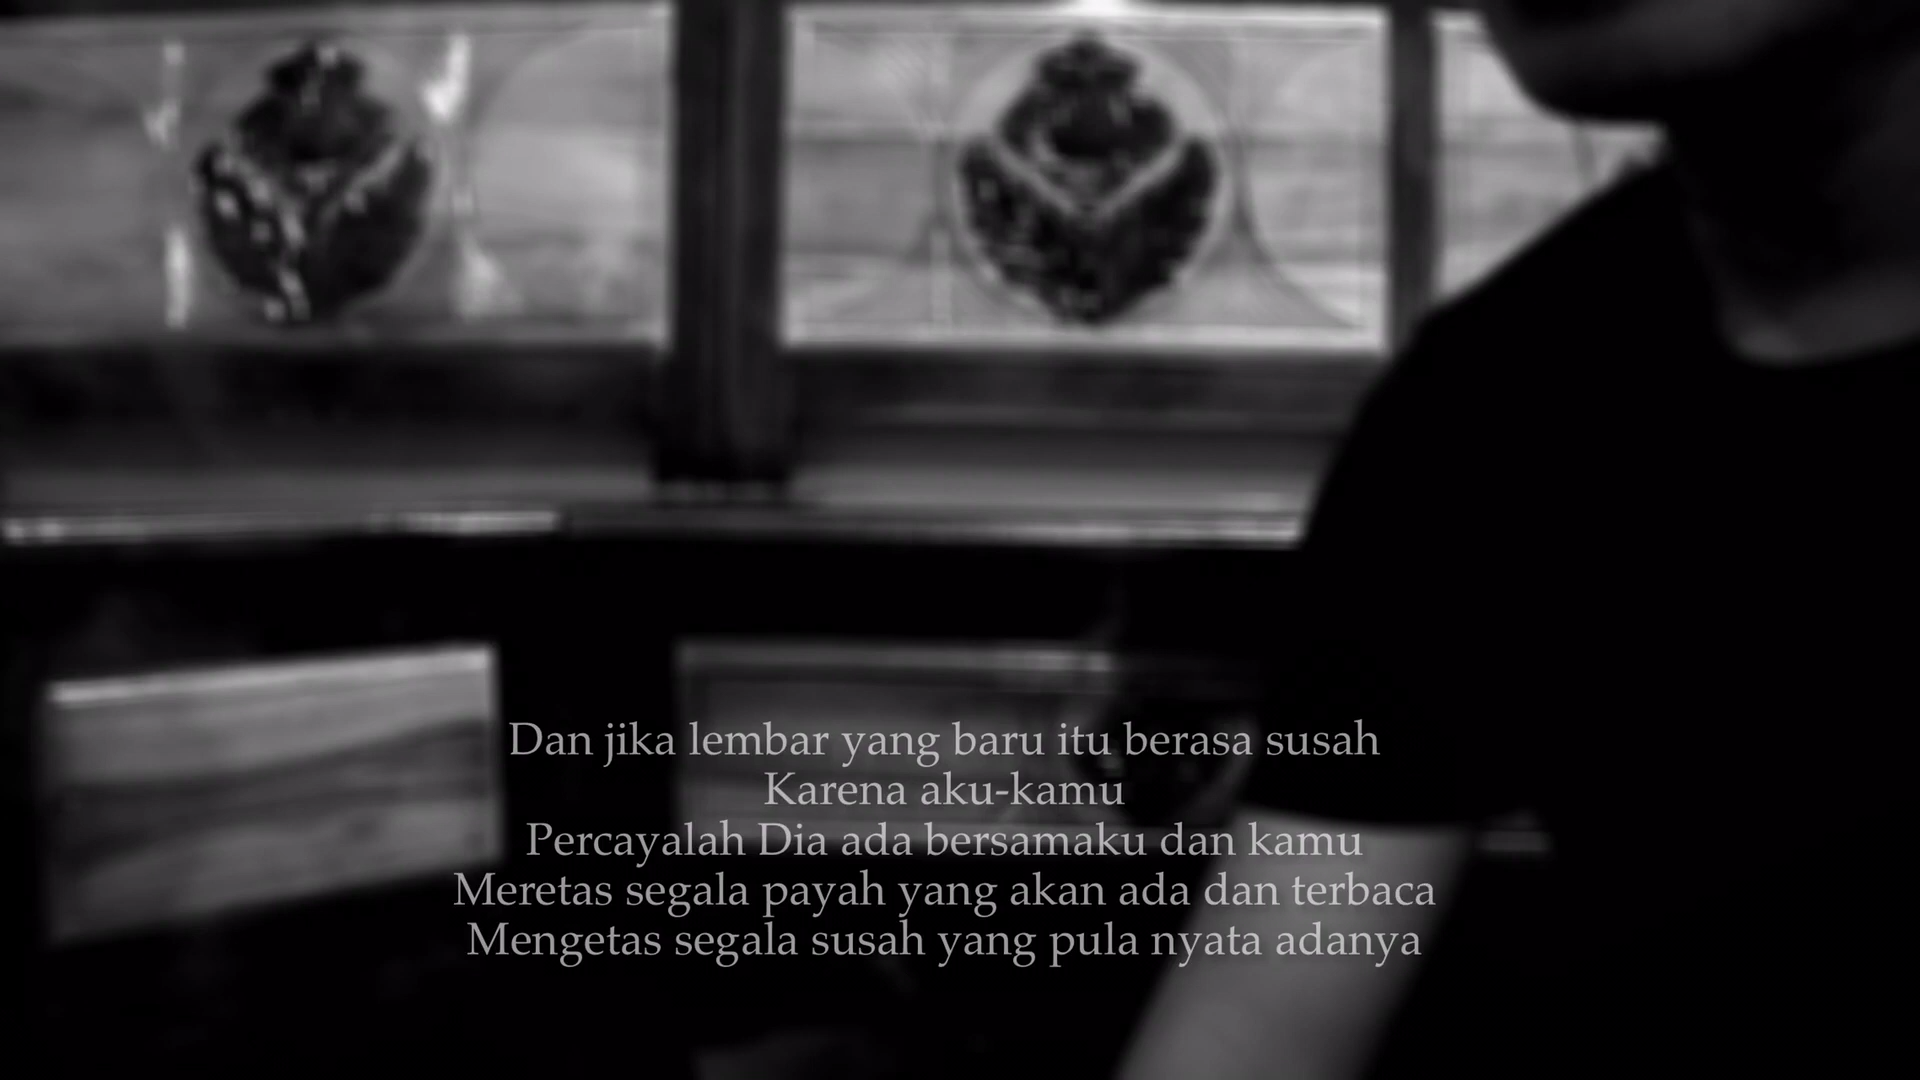 Dan jika lembar yang baru itu berasa susah
Karena aku-kamu
Percayalah Dia ada bersamaku dan kamu
Meretas segala payah yang akan ada dan terbaca
Mengetas segala susah yang pula nyata adanya